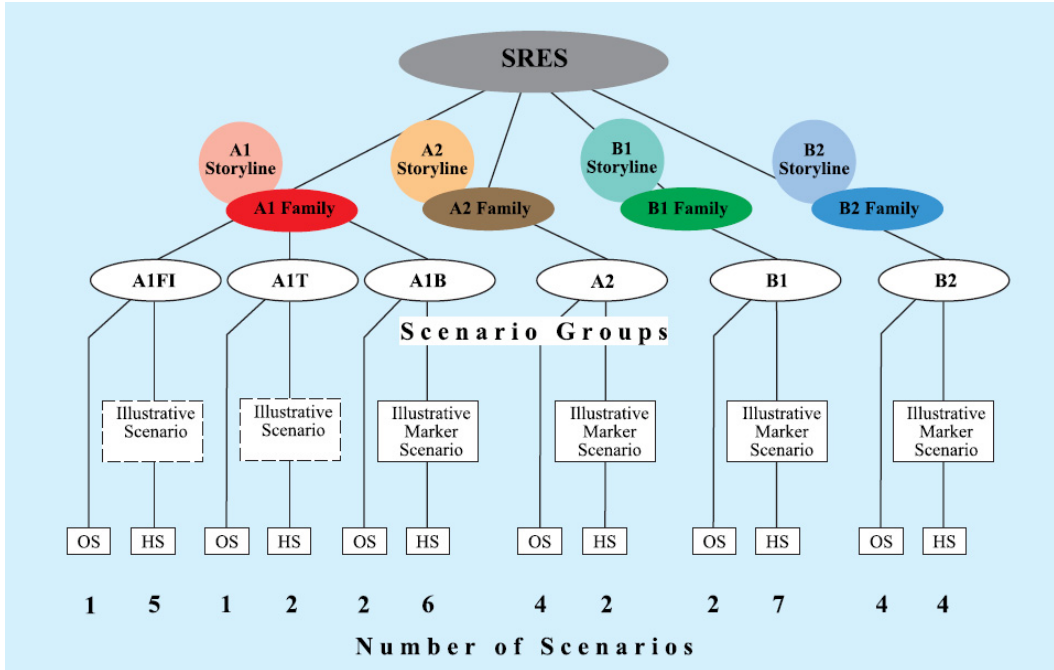 SRES
A1
Storyline
A2
Storyline
B1
Storyline
B2
Storyline
A1 Family
A2 Family
B1 Family
B2 Family
A1FI
A1T
A1B
A2
B1
B2
Scenario Groups
Illustrative
Scenario
Illustrative
Scenario
Illustrative
Marker
Scenario
Illustrative
Marker
Scenario
Illustrative
Marker
Scenario
Illustrative
Marker
Scenario
OS HS OS HS OS HS OS HS OS HS OS HS
1 5 1 2 2 6 4 2 2 7 4 4
Number of Scenarios